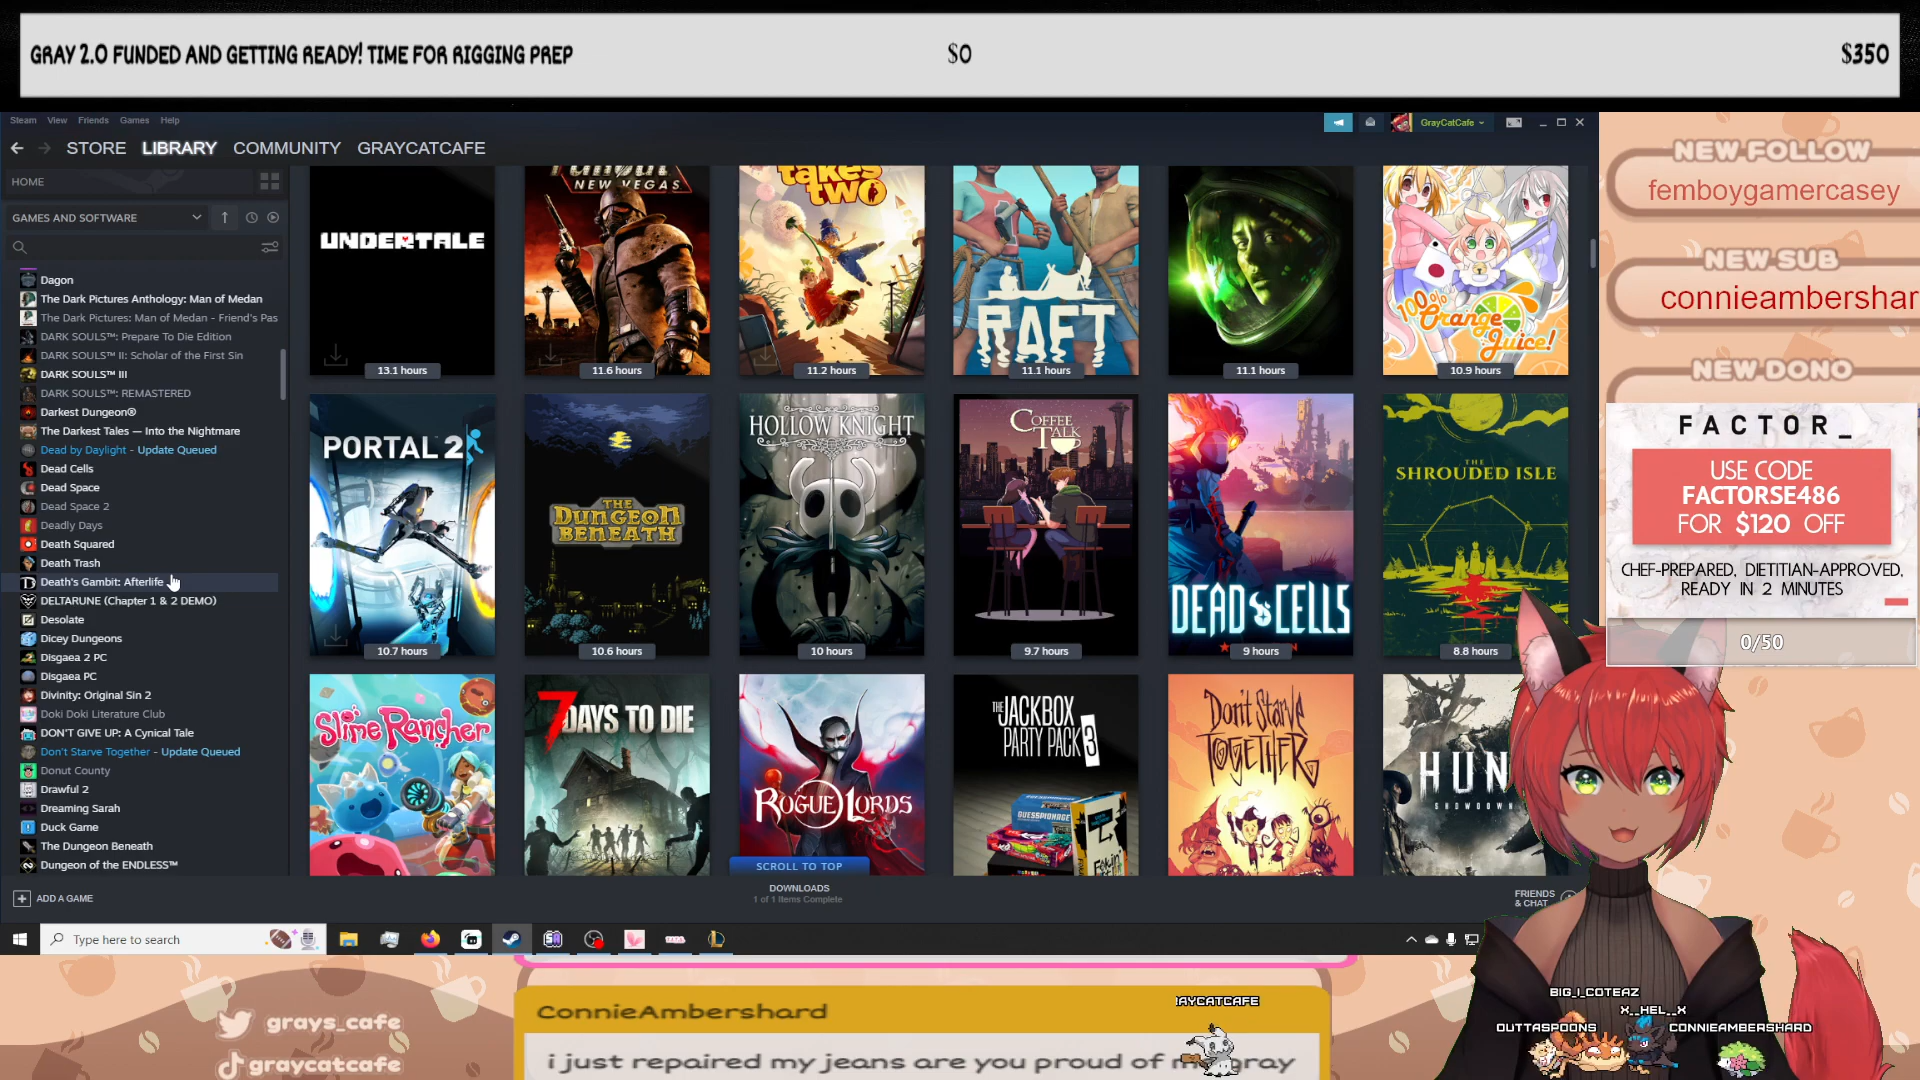 GRAY 2.0 FUNDED AND GETTING READY! TIME FOR RIGGING PREP $0 $350
Steam View Friends Games Help
GrayCatCafe
STORE LIBRARY COMMUNITY GRAYCATCAFE
HOME
GAMES AND SOFTWARE
Dagon
The Dark Pictures Anthology: Man of Medan
The Dark Pictures: Man of Medan - Friend's Pas
DARK SOULS™: Prepare To Die Edition
DARK SOULS™ II: Scholar of the First Sin
DARK SOULS™ III
DARK SOULS™: REMASTERED
Darkest Dungeon®
The Darkest Tales — Into the Nightmare
Dead by Daylight - Update Queued
Dead Cells
Dead Space
Dead Space 2
Deadly Days
Death Squared
Death Trash
Death's Gambit: Afterlife
DELTARUNE (Chapter 1 & 2 DEMO)
Desolate
Dicey Dungeons
Disgaea 2 PC
Disgaea PC
Divinity: Original Sin 2
Doki Doki Literature Club
DON'T GIVE UP: A Cynical Tale
Don't Starve Together - Update Queued
Donut County
Drawful 2
Dreaming Sarah
Duck Game
The Dungeon Beneath
Dungeon of the ENDLESS™
ADD A GAME
UNDERTALE
13.1 hours
NEW VEGAS
11.6 hours
takes
two
11.2 hours
RAFT
11.1 hours
11.1 hours
100%
Orange
Juice!
10.9 hours
PORTAL 2
10.7 hours
THE
DUNGEON
BENEATH
10.6 hours
HOLLOW KNIGHT
10 hours
COFFEE
TALK
9.7 hours
DEAD CELLS
9 hours
THE
SHROUDED ISLE
8.8 hours
Slime Rancher
7 DAYS TO DIE
ROGUE LORDS
THE
JACKBOX
PARTY PACK
3
GUESSPIONAGE
Don't Starve
TOGETHER
HUN
SHOWDOWN
SCROLL TO TOP
DOWNLOADS
1 of 1 Items Complete
FRIENDS
& CHAT
Type here to search
NEW FOLLOW
femboygamercasey
NEW SUB
connieambershar
NEW DONO
FACTOR_
USE CODE
FACTORSE486
FOR $120 OFF
CHEF-PREPARED, DIETITIAN-APPROVED,
READY IN 2 MINUTES
0/50
grays_cafe
graycatcafe
ConnieAmbershard
i just repaired my jeans are you proud of me gray
RAYCATCAFE
BIG_I_COTEAZ
X_HEL_X
OUTTASPOONS
CONNIEAMBERSHARD